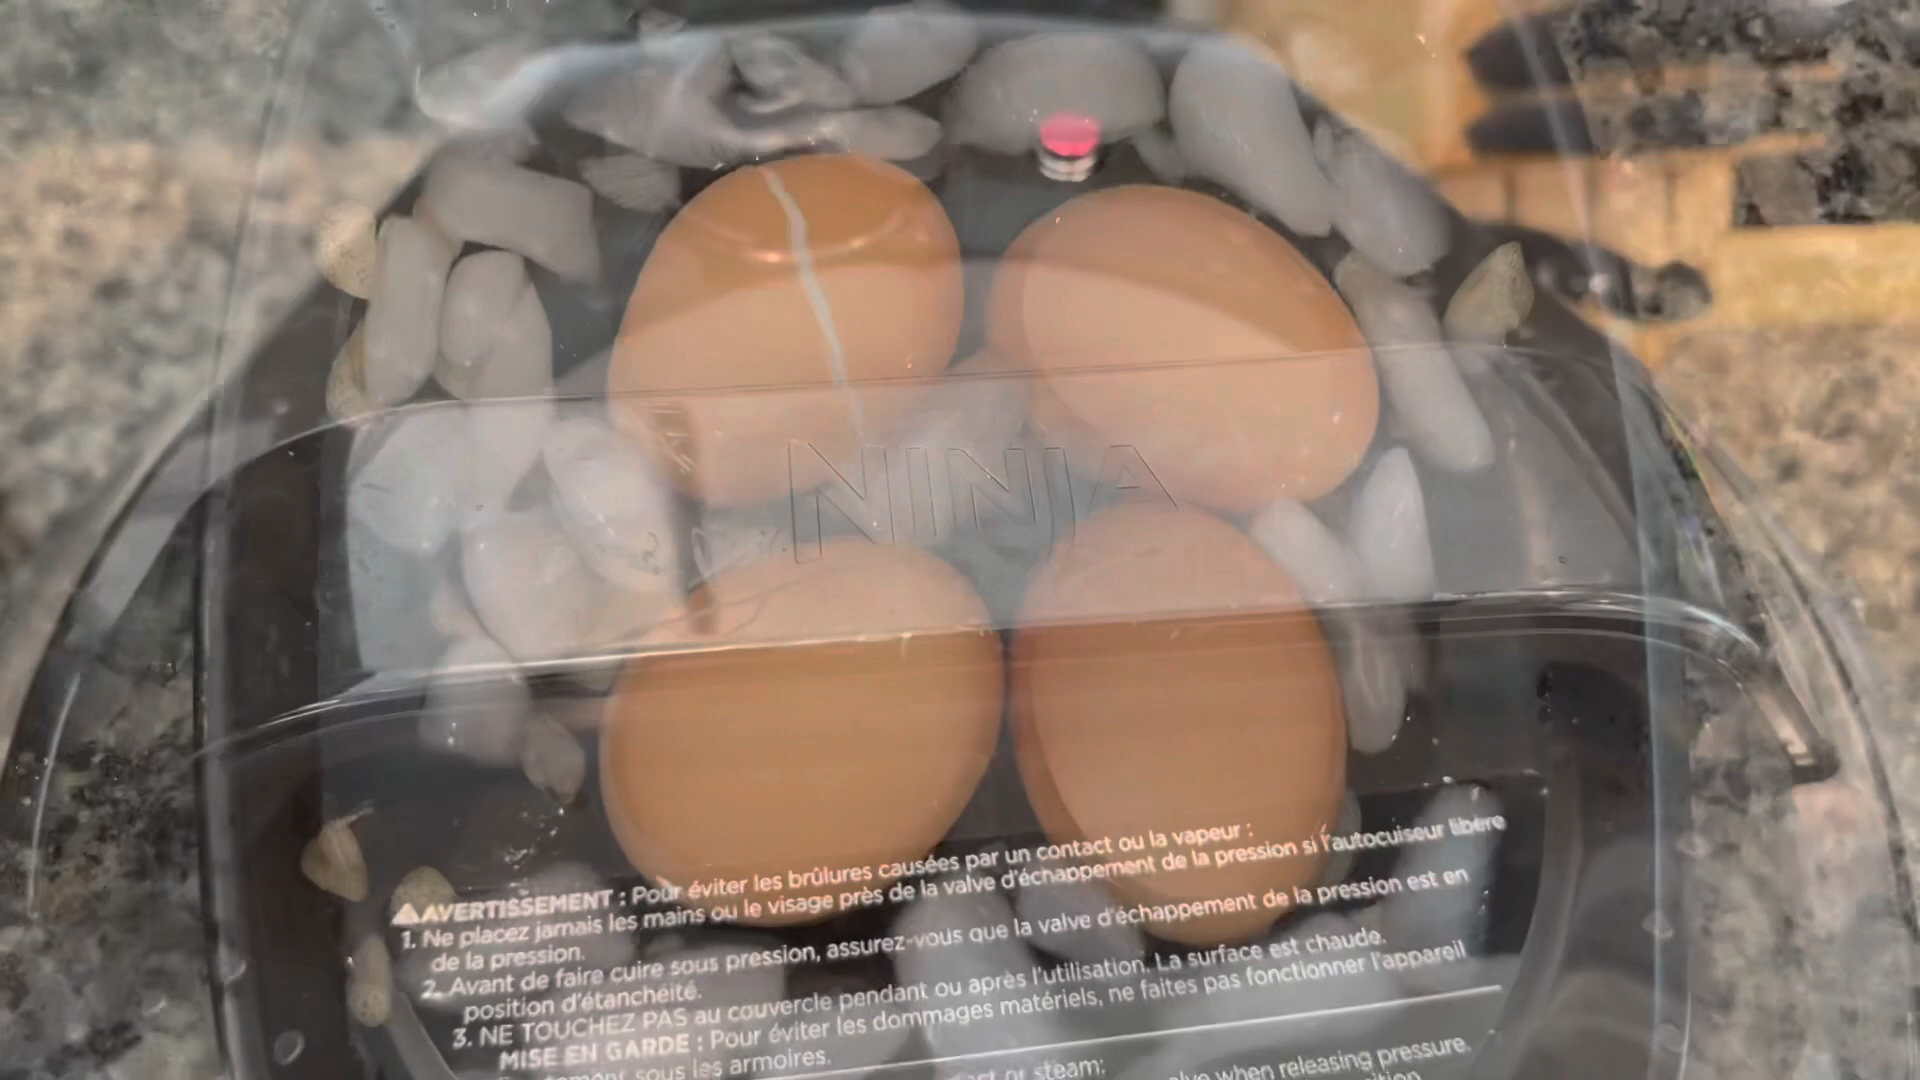 NINJA
⚠AVERTISSEMENT : Pour éviter les brûlures causées par un contact ou la vapeur :
1. Ne placez jamais les mains ou le visage près de la valve d'échappement de la pression si l'autocuiseur libère
de la pression.
2. Avant de faire cuire sous pression, assurez-vous que la valve d'échappement de la pression est en
position d'étanchéité.
3. NE TOUCHEZ PAS au couvercle pendant ou après l'utilisation. La surface est chaude.
MISE EN GARDE : Pour éviter les dommages matériels, ne faites pas fonctionner l'appareil
sous les armoires.
or steam:
when releasing pressure.